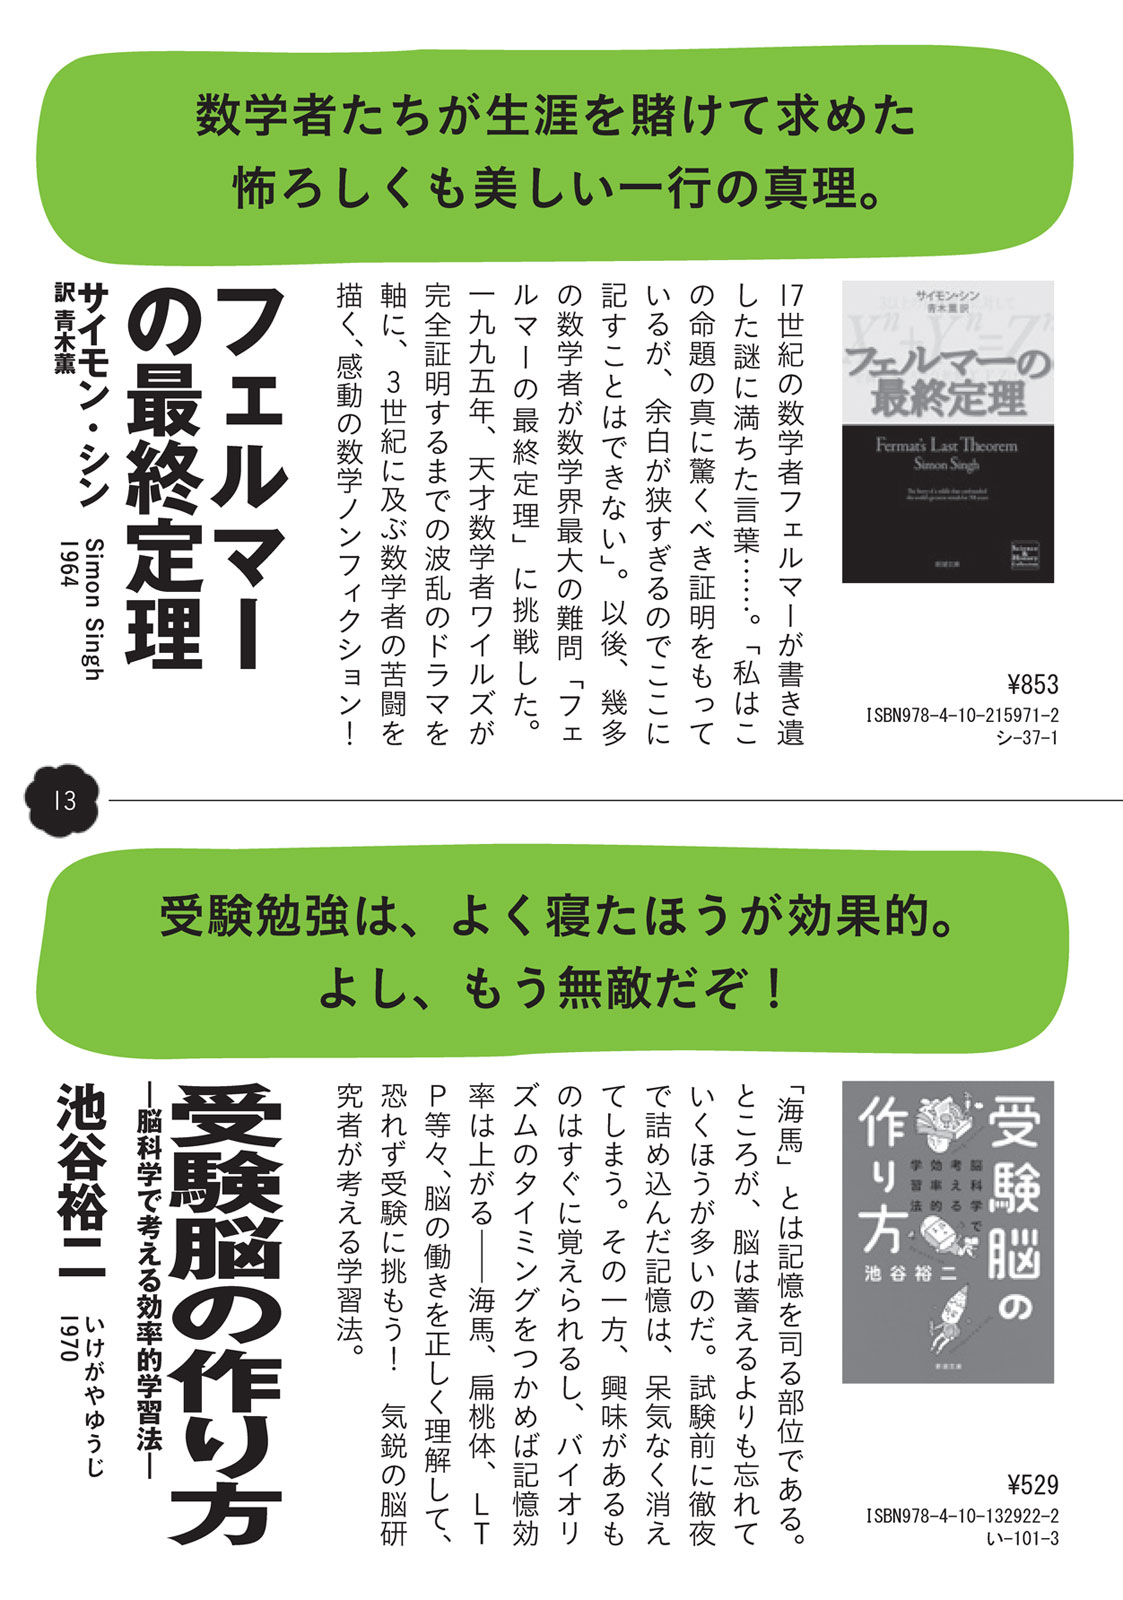 数学者たちが生涯を賭けて求めた
怖ろしくも美しい一行の真理。
サイモン・シン
青木薫 訳
フェルマーの
最終定理
Fermat's Last Theorem
Simon Singh
新潮文庫
¥853
ISBN978-4-10-215971-2
シ-37-1
17世紀の数学者フェルマーが書き遺
した謎に満ちた言葉……。「私はこ
の命題の真に驚くべき証明をもって
いるが、余白が狭すぎるのでここに
記すことはできない」。以後、幾多
の数学者が数学界最大の難問「フェ
ルマーの最終定理」に挑戦した。
一九九五年、天才数学者ワイルズが
完全証明するまでの波乱のドラマを
軸に、3世紀に及ぶ数学者の苦闘を
描く、感動の数学ノンフィクション！
フェルマー
の最終定理
サイモン・シン
Simon Singh
1964
訳 青木薫
13
受験勉強は、よく寝たほうが効果的。
よし、もう無敵だぞ！
受験脳の
作り方
脳科学で
考える
効率的
学習法
池谷裕二
新潮文庫
¥529
ISBN978-4-10-132922-2
い-101-3
「海馬」とは記憶を司る部位である。
ところが、脳は蓄えるよりも忘れて
いくほうが多いのだ。試験前に徹夜
で詰め込んだ記憶は、呆気なく消え
てしまう。その一方、興味があるも
のはすぐに覚えられるし、バイオリ
ズムのタイミングをつかめば記憶効
率は上がる――海馬、扁桃体、LT
P等々、脳の働きを正しく理解して、
恐れず受験に挑もう！　気鋭の脳研
究者が考える学習法。
受験脳の作り方
―脳科学で考える効率的学習法―
池谷裕二
いけがやゆうじ
1970